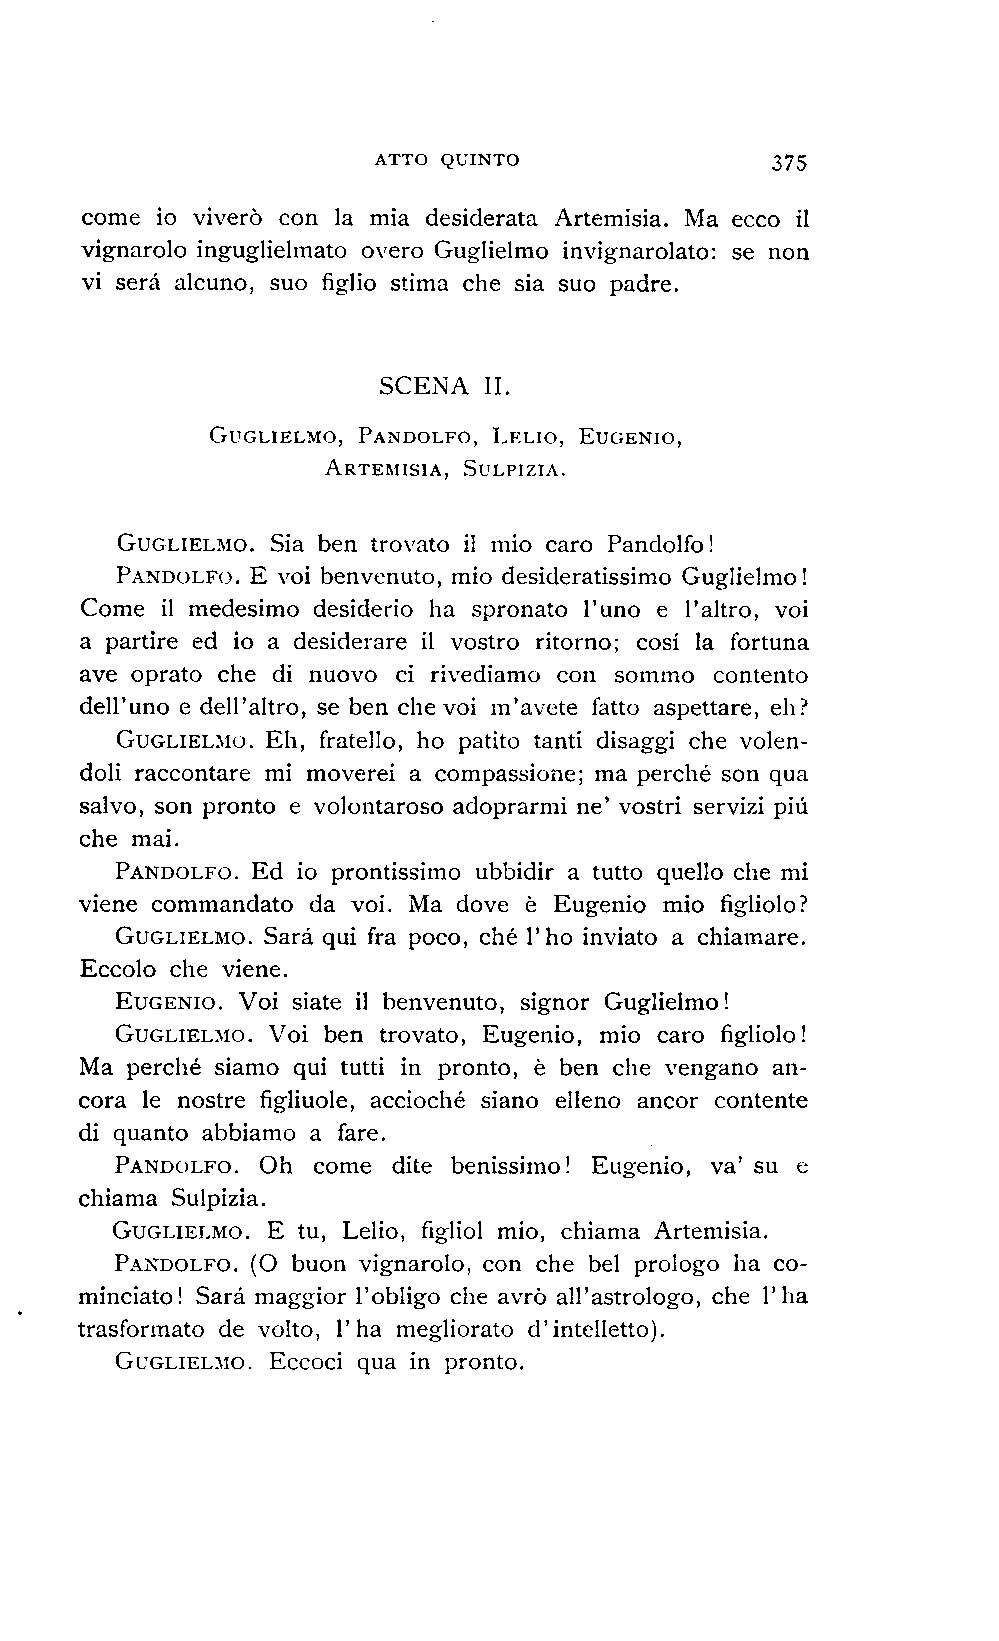 ATTO QUINTO 375
come io viverò con la mia desiderata Artemisia. Ma ecco il
vignarolo inguglielmato overo Guglielmo invignarolato: se non
vi será alcuno, suo figlio stima che sia suo padre.
SCENA II.
GUGLIELMO, PANDOLFO, LELIO, EUGENIO,
ARTEMISIA, SULPIZIA.
GUGLIELMO. Sia ben trovato il mio caro Pandolfo!
PANDOLFO. E voi benvenuto, mio desideratissimo Guglielmo!
Come il medesimo desiderio ha spronato l'uno e l'altro, voi
a partire ed io a desiderare il vostro ritorno; cosí la fortuna
ave oprato che di nuovo ci rivediamo con sommo contento
dell'uno e dell'altro, se ben che voi m'avete fatto aspettare, eh?
GUGLIELMO. Eh, fratello, ho patito tanti disaggi che volen-
doli raccontare mi moverei a compassione; ma perché son qua
salvo, son pronto e volontaroso adoprarmi ne' vostri servizi piú
che mai.
PANDOLFO. Ed io prontissimo ubbidir a tutto quello che mi
viene commandato da voi. Ma dove è Eugenio mio figliolo?
GUGLIELMO. Sará qui fra poco, ché l'ho inviato a chiamare.
Eccolo che viene.
EUGENIO. Voi siate il benvenuto, signor Guglielmo!
GUGLIELMO. Voi ben trovato, Eugenio, mio caro figliolo!
Ma perché siamo qui tutti in pronto, è ben che vengano an-
cora le nostre figliuole, accioché siano elleno ancor contente
di quanto abbiamo a fare.
PANDOLFO. Oh come dite benissimo! Eugenio, va' su e
chiama Sulpizia.
GUGLIELMO. E tu, Lelio, figliol mio, chiama Artemisia.
PANDOLFO. (O buon vignarolo, con che bel prologo ha co-
minciato! Sará maggior l'obligo che avrò all'astrologo, che l'ha
trasformato de volto, l'ha megliorato d'intelletto).
GUGLIELMO. Eccoci qua in pronto.